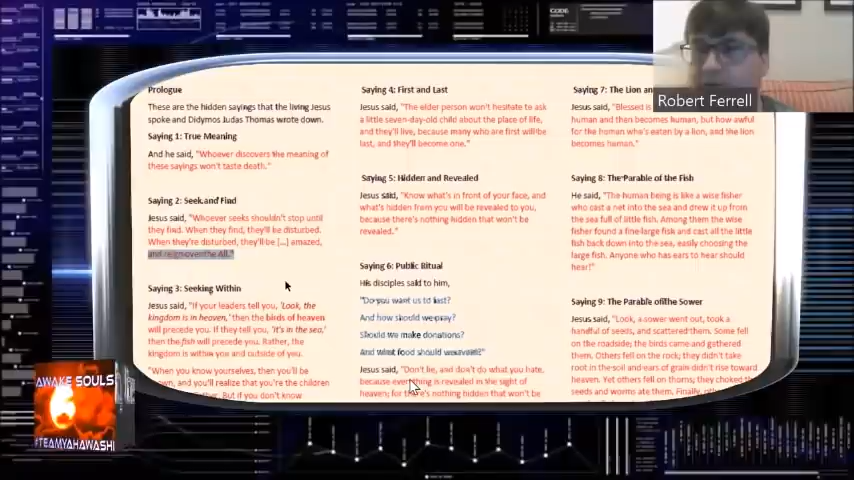 CODE
Robert Ferrell
Prologue
These are the hidden sayings that the living Jesus
spoke and Didymos Judas Thomas wrote down.
Saying 1: True Meaning
And he said, "Whoever discovers the meaning of
these sayings won't taste death."
Saying 2: Seek and Find
Jesus said, "Whoever seeks shouldn't stop until
they find. When they find, they'll be disturbed.
When they're disturbed, they'll be [...] amazed,
and reign over the All."
Saying 3: Seeking Within
Jesus said, "If your leaders tell you, 'Look, the
kingdom is in heaven,' then the birds of heaven
will precede you. If they tell you, 'It's in the sea,'
then the fish will precede you. Rather, the
kingdom is within you and outside of you.
"When you know yourselves, then you'll be
known, and you'll realize that you're the children
Father. But if you don't know
Saying 4: First and Last
Jesus said, "The elder person won't hesitate to ask
a little seven-day-old child about the place of life,
and they'll live, because many who are first will be
last, and they'll become one."
Saying 5: Hidden and Revealed
Jesus said, "Know what's in front of your face, and
what's hidden from you will be revealed to you,
because there's nothing hidden that won't be
revealed."
Saying 6: Public Ritual
His disciples said to him,
"Do you want us to fast?
And how should we pray?
Should we make donations?
And what food should we avoid?"
Jesus said, "Don't lie, and don't do what you hate,
because everything is revealed in the sight of
heaven; for there's nothing hidden that won't be
Saying 7: The Lion and
Jesus said, "Blessed is
human and then becomes human, but how awful
for the human who's eaten by a lion, and the lion
becomes human."
Saying 8: The Parable of the Fish
He said, "The human being is like a wise fisher
who cast a net into the sea and drew it up from
the sea full of little fish. Among them the wise
fisher found a fine large fish and cast all the little
fish back down into the sea, easily choosing the
large fish. Anyone who has ears to hear should
hear!"
Saying 9: The Parable of the Sower
Jesus said, "Look, a sower went out, took a
handful of seeds, and scattered them. Some fell
on the roadside; the birds came and gathered
them. Others fell on the rock; they didn't take
root in the soil and ears of grain didn't rise toward
heaven. Yet others fell on thorns; they choked the
seeds and worms ate them. Finally,
AWAKE SOULS
#TEAMYAHAWASHI